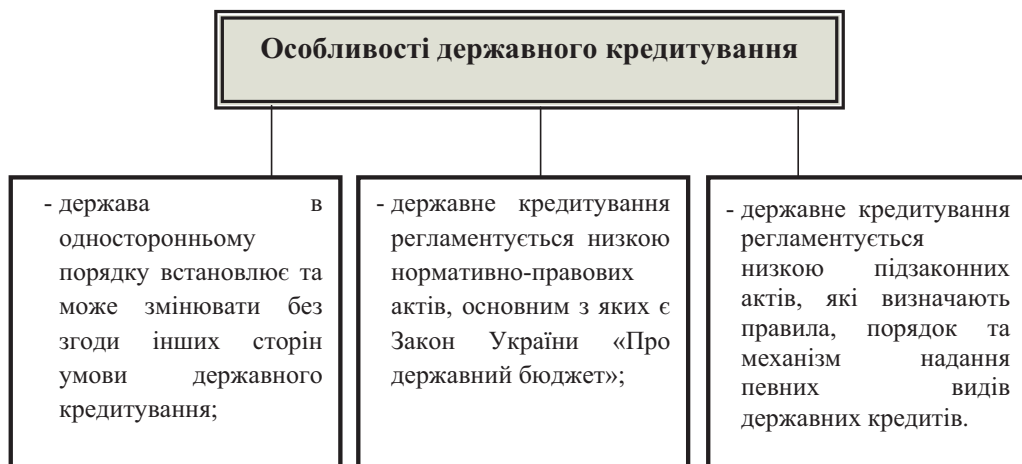 Особливості державного кредитування
- держава в
односторонньому
порядку встановлює та
може змінювати без
згоди інших сторін
умови державного
кредитування;
- державне кредитування
регламентується низкою
нормативно-правових
актів, основним з яких є
Закон України «Про
державний бюджет»;
- державне кредитування
регламентується
низкою підзаконних
актів, які визначають
правила, порядок та
механізм надання
певних видів
державних кредитів.